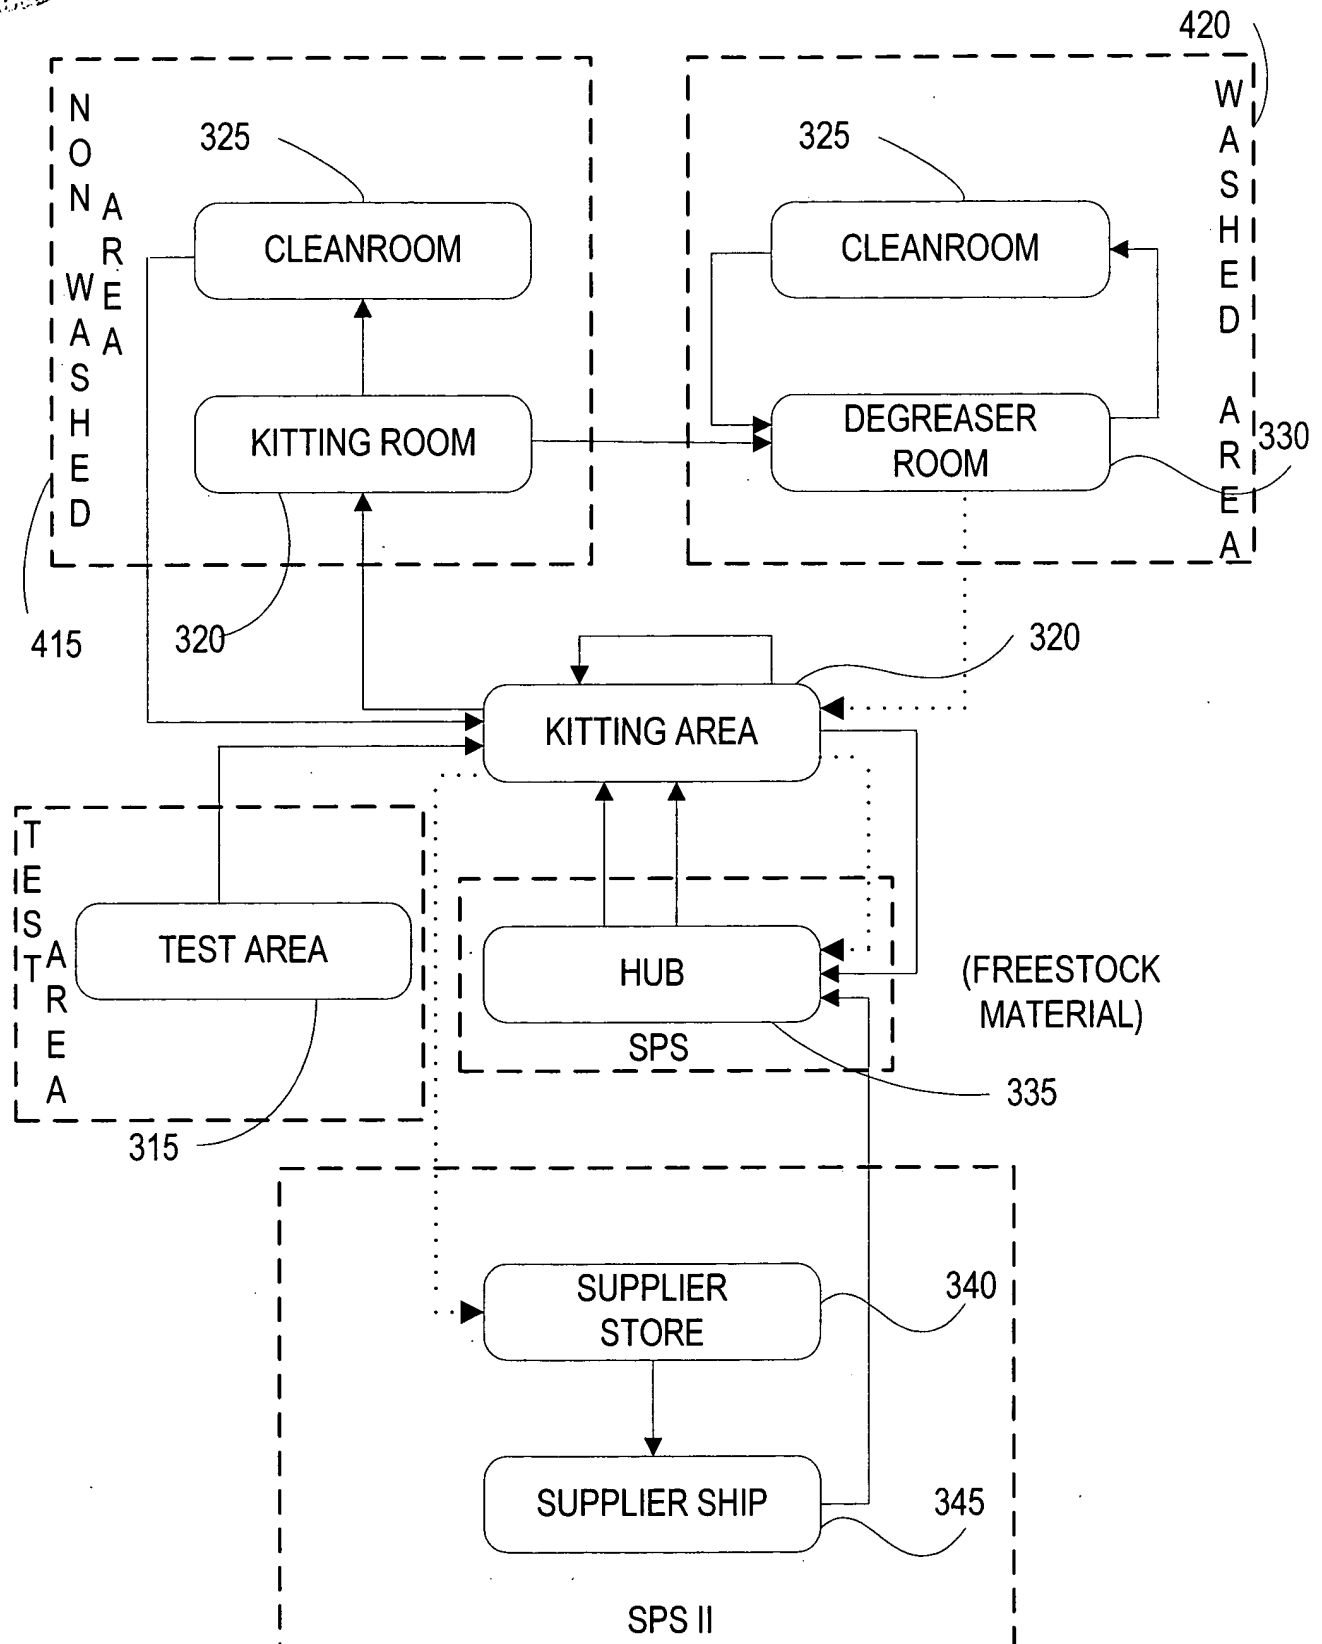 420
NON WASHED
AREA
WASHED AREA
325
325
CLEANROOM
CLEANROOM
KITTING ROOM
DEGREASER
ROOM
330
415
320
320
KITTING AREA
TEST
AREA
TEST AREA
HUB
SPS
(FREESTOCK
MATERIAL)
335
315
SUPPLIER
STORE
340
SUPPLIER SHIP
345
SPS II